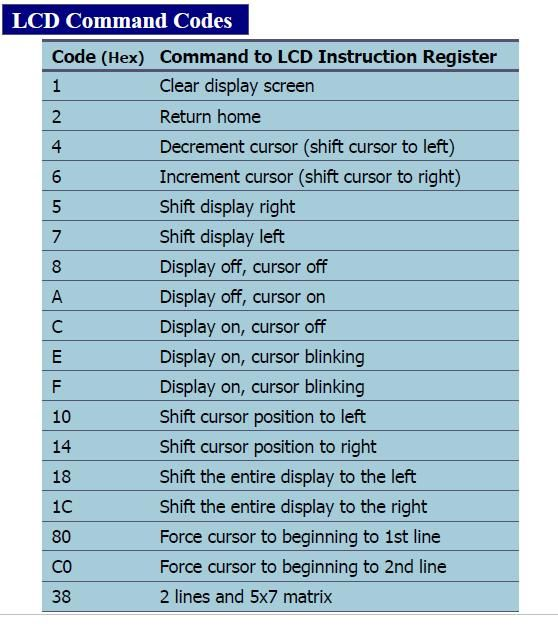 LCD Command Codes
Code (Hex) Command to LCD Instruction Register
1 Clear display screen
2 Return home
4 Decrement cursor (shift cursor to left)
6 Increment cursor (shift cursor to right)
5 Shift display right
7 Shift display left
8 Display off, cursor off
A Display off, cursor on
C Display on, cursor off
E Display on, cursor blinking
F Display on, cursor blinking
10 Shift cursor position to left
14 Shift cursor position to right
18 Shift the entire display to the left
1C Shift the entire display to the right
80 Force cursor to beginning to 1st line
C0 Force cursor to beginning to 2nd line
38 2 lines and 5x7 matrix